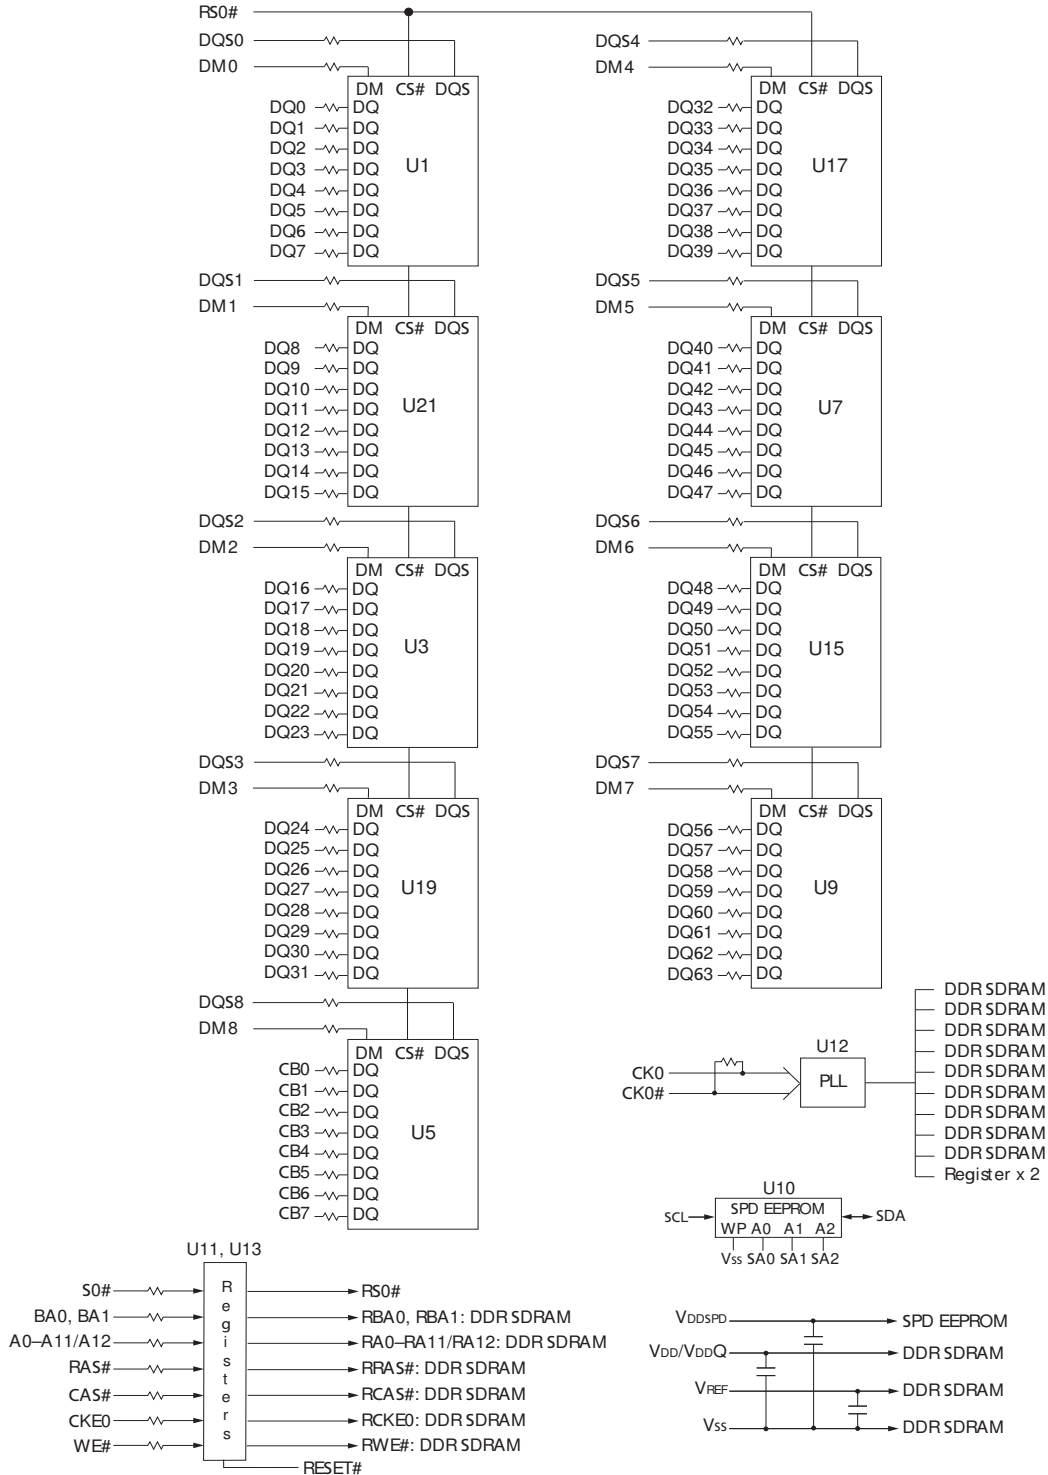 RS0#
DQS0
DM0
DM CS# DQS
DQ0 DQ
DQ1 DQ
DQ2 DQ
DQ3 DQ
DQ4 DQ
DQ5 DQ
DQ6 DQ
DQ7 DQ
U1
DQS1
DM1
DM CS# DQS
DQ8 DQ
DQ9 DQ
DQ10 DQ
DQ11 DQ
DQ12 DQ
DQ13 DQ
DQ14 DQ
DQ15 DQ
U21
DQS2
DM2
DM CS# DQS
DQ16 DQ
DQ17 DQ
DQ18 DQ
DQ19 DQ
DQ20 DQ
DQ21 DQ
DQ22 DQ
DQ23 DQ
U3
DQS3
DM3
DM CS# DQS
DQ24 DQ
DQ25 DQ
DQ26 DQ
DQ27 DQ
DQ28 DQ
DQ29 DQ
DQ30 DQ
DQ31 DQ
U19
DQS8
DM8
DM CS# DQS
CB0 DQ
CB1 DQ
CB2 DQ
CB3 DQ
CB4 DQ
CB5 DQ
CB6 DQ
CB7 DQ
U5
DQS4
DM4
DM CS# DQS
DQ32 DQ
DQ33 DQ
DQ34 DQ
DQ35 DQ
DQ36 DQ
DQ37 DQ
DQ38 DQ
DQ39 DQ
U17
DQS5
DM5
DM CS# DQS
DQ40 DQ
DQ41 DQ
DQ42 DQ
DQ43 DQ
DQ44 DQ
DQ45 DQ
DQ46 DQ
DQ47 DQ
U7
DQS6
DM6
DM CS# DQS
DQ48 DQ
DQ49 DQ
DQ50 DQ
DQ51 DQ
DQ52 DQ
DQ53 DQ
DQ54 DQ
DQ55 DQ
U15
DQS7
DM7
DM CS# DQS
DQ56 DQ
DQ57 DQ
DQ58 DQ
DQ59 DQ
DQ60 DQ
DQ61 DQ
DQ62 DQ
DQ63 DQ
U9
U12
CK0
CK0#
PLL
DDR SDRAM
DDR SDRAM
DDR SDRAM
DDR SDRAM
DDR SDRAM
DDR SDRAM
DDR SDRAM
DDR SDRAM
DDR SDRAM
Register x 2
U10
SCL SPD EEPROM SDA
WP A0 A1 A2
Vss SA0 SA1 SA2
U11, U13
Registers
S0# RS0#
BA0, BA1 RBA0, RBA1: DDR SDRAM
A0–A11/A12 RA0–RA11/RA12: DDR SDRAM
RAS# RRAS#: DDR SDRAM
CAS# RCAS#: DDR SDRAM
CKE0 RCKE0: DDR SDRAM
WE# RWE#: DDR SDRAM
RESET#
VDDSPD SPD EEPROM
VDD/VDDQ DDR SDRAM
VREF DDR SDRAM
Vss DDR SDRAM